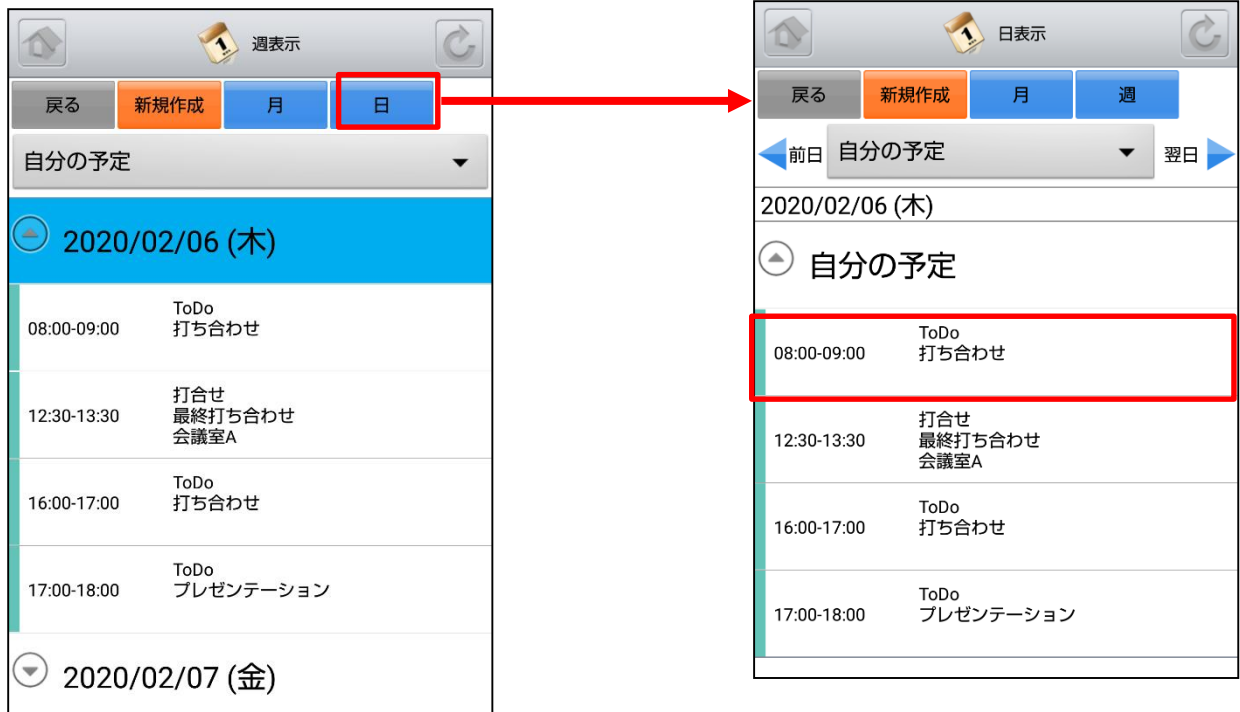 週表示
戻る 新規作成 月 日
自分の予定
2020/02/06 (木)
ToDo
08:00-09:00 打ち合わせ
打合せ
12:30-13:30 最終打ち合わせ
会議室A
ToDo
16:00-17:00 打ち合わせ
ToDo
17:00-18:00 プレゼンテーション
2020/02/07 (金)
日表示
戻る 新規作成 月 週
前日 自分の予定 翌日
2020/02/06 (木)
自分の予定
ToDo
08:00-09:00 打ち合わせ
打合せ
12:30-13:30 最終打ち合わせ
会議室A
ToDo
16:00-17:00 打ち合わせ
ToDo
17:00-18:00 プレゼンテーション